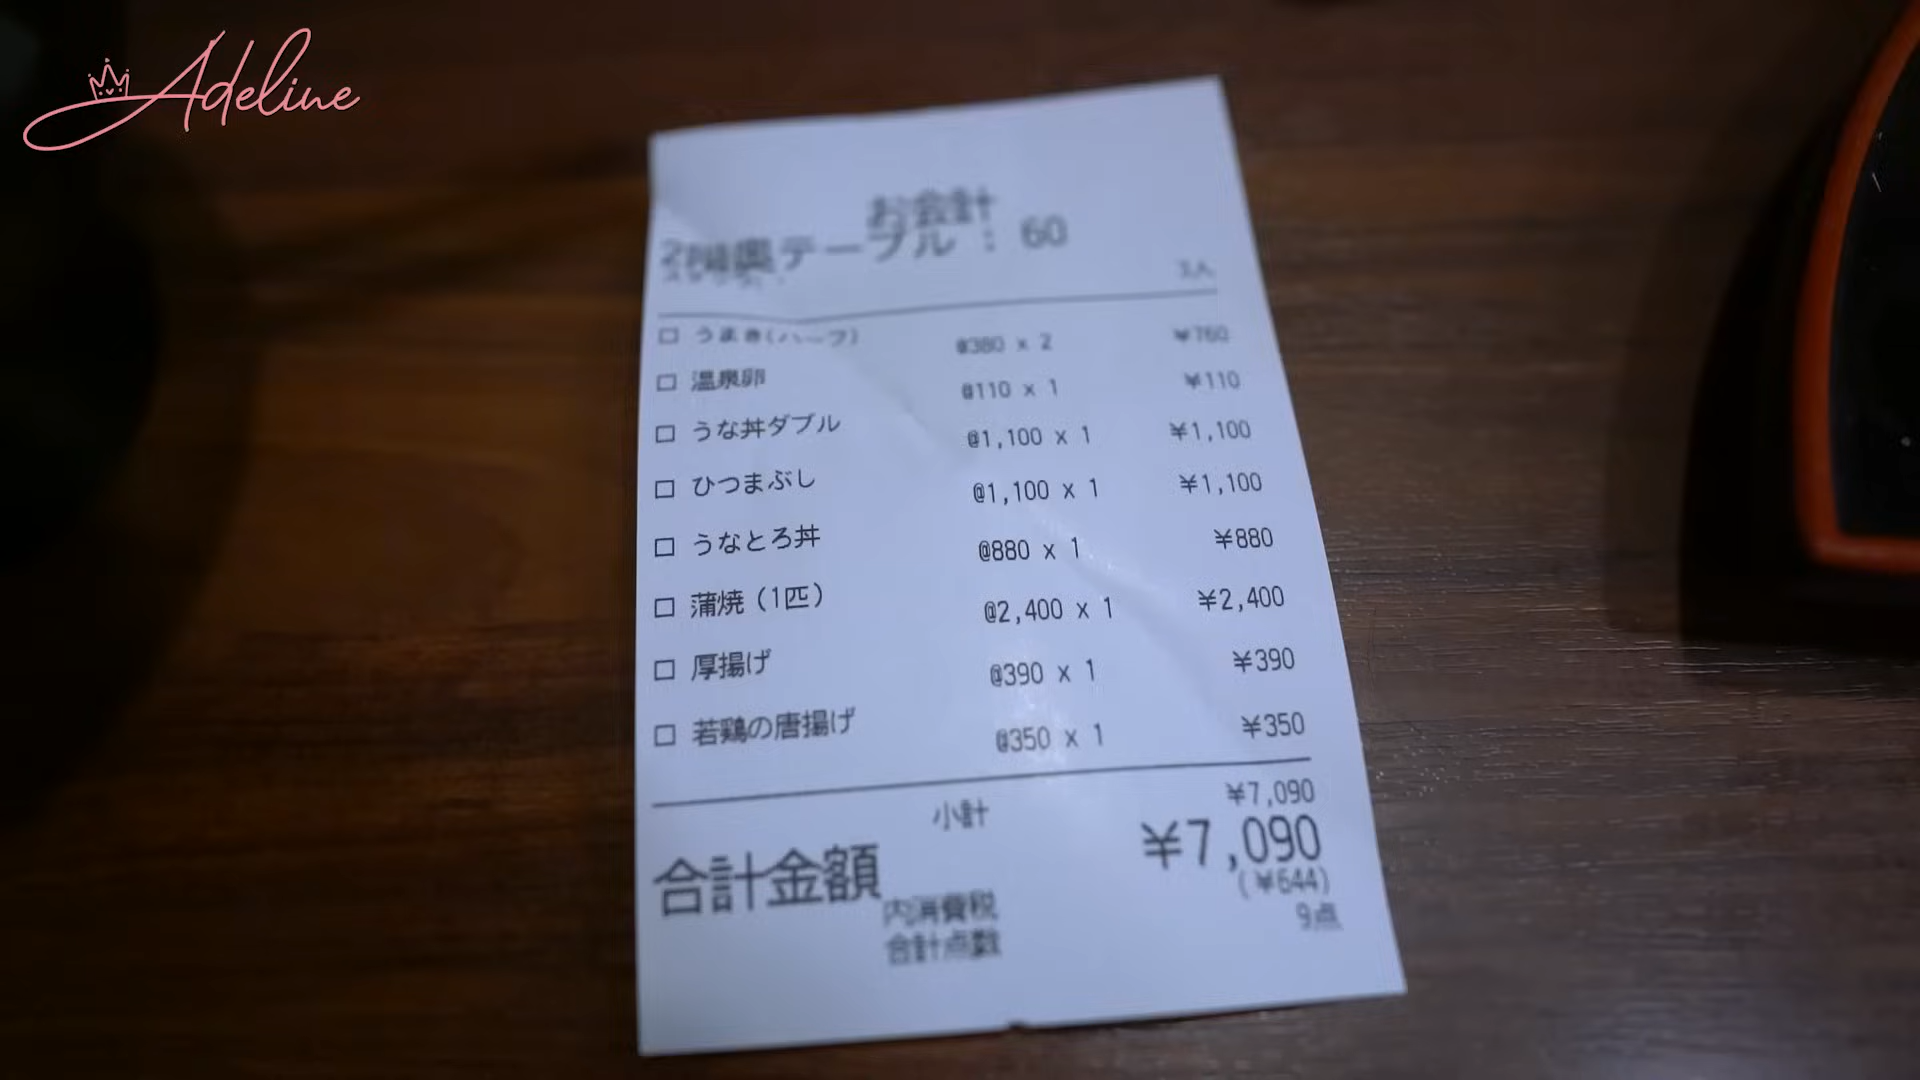 Adeline
お会計
2階奥テーブル : 60
3人
□ うまき(ハーフ) @380 x 2 ¥760
□ 温泉卵 @110 x 1 ¥110
□ うな丼ダブル @1,100 x 1 ¥1,100
□ ひつまぶし @1,100 x 1 ¥1,100
□ うなとろ丼 @880 x 1 ¥880
□ 蒲焼(1匹) @2,400 x 1 ¥2,400
□ 厚揚げ @390 x 1 ¥390
□ 若鶏の唐揚げ @350 x 1 ¥350
小計 ¥7,090
合計金額 ¥7,090
内消費税 (¥644)
合計点数 9点